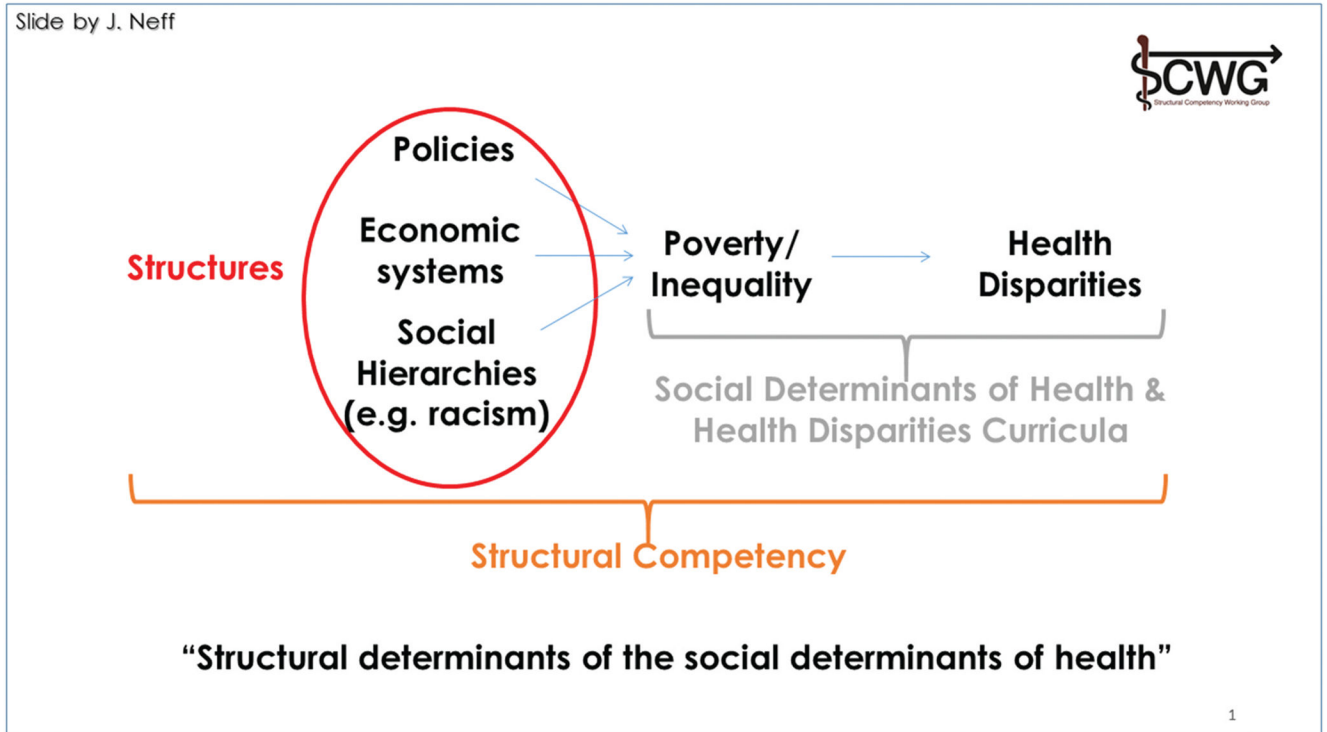 Slide by J. Neff
SCWG
Structural Competency Working Group
Policies
Economic
systems
Social
Hierarchies
(e.g. racism)
Structures
Poverty/
Inequality
Health
Disparities
Social Determinants of Health &
Health Disparities Curricula
Structural Competency
“Structural determinants of the social determinants of health”
1